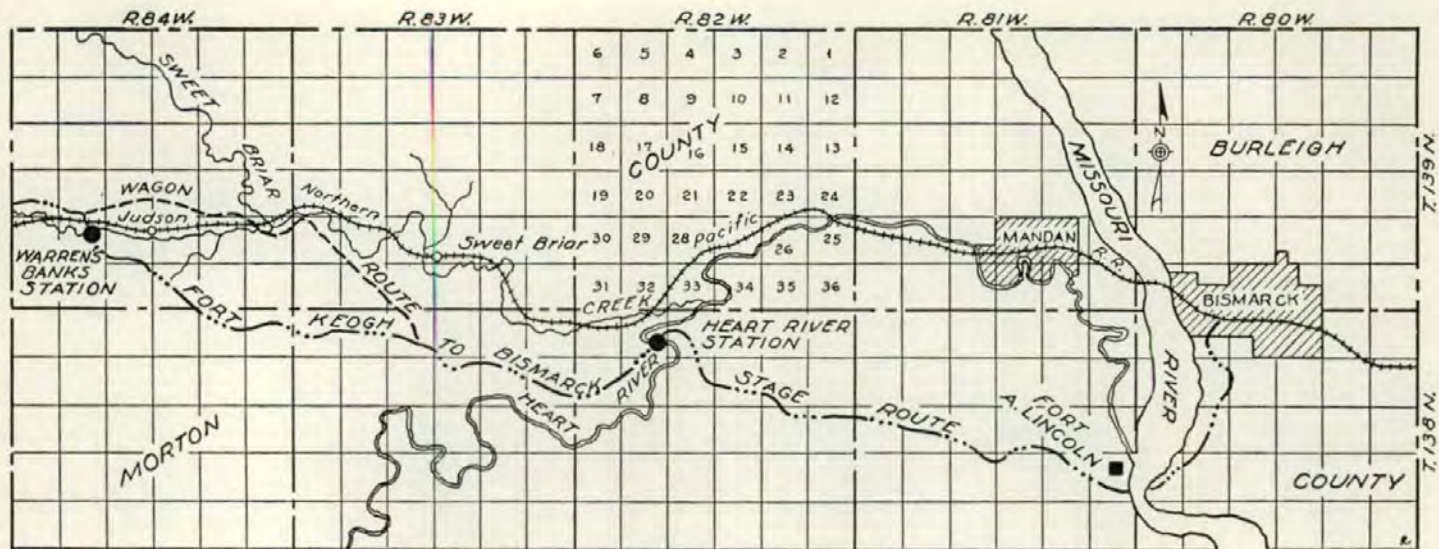 R.84W. R.83W. R.82W. R.81W. R.80W.
6 5 4 3 2 1
7 8 9 10 11 12
18 17 16 15 14 13
19 20 21 22 23 24
30 29 28 26 25
31 32 33 34 35 36
COUNTY
SWEET BRIAR
CREEK
WAGON ROUTE
Judson
Northern pacific R.R.
Sweet Briar
WARREN'S
BANKS
STATION
FORT KEOGH TO BISMARCK STAGE ROUTE
HEART RIVER
STATION
HEART RIVER
MORTON
MANDAN
MISSOURI RIVER
N
BURLEIGH
BISMARCK
FORT
A. LINCOLN
COUNTY
T.139N.
T.138N.